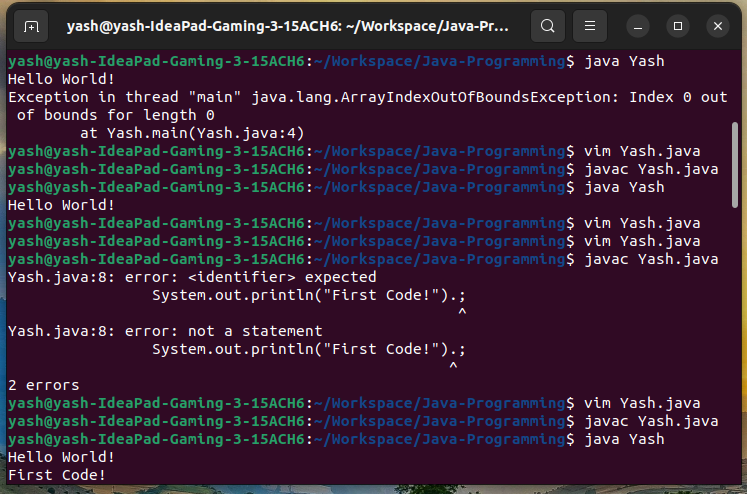 yash@yash-IdeaPad-Gaming-3-15ACH6: ~/Workspace/Java-Pr...
yash@yash-IdeaPad-Gaming-3-15ACH6:~/Workspace/Java-Programming$ java Yash
Hello World!
Exception in thread "main" java.lang.ArrayIndexOutOfBoundsException: Index 0 out
 of bounds for length 0
        at Yash.main(Yash.java:4)
yash@yash-IdeaPad-Gaming-3-15ACH6:~/Workspace/Java-Programming$ vim Yash.java
yash@yash-IdeaPad-Gaming-3-15ACH6:~/Workspace/Java-Programming$ javac Yash.java
yash@yash-IdeaPad-Gaming-3-15ACH6:~/Workspace/Java-Programming$ java Yash
Hello World!
yash@yash-IdeaPad-Gaming-3-15ACH6:~/Workspace/Java-Programming$ vim Yash.java
yash@yash-IdeaPad-Gaming-3-15ACH6:~/Workspace/Java-Programming$ vim Yash.java
yash@yash-IdeaPad-Gaming-3-15ACH6:~/Workspace/Java-Programming$ javac Yash.java
Yash.java:8: error: <identifier> expected
                System.out.println("First Code!").;
                                                  ^
Yash.java:8: error: not a statement
                System.out.println("First Code!").;
                                                 ^
2 errors
yash@yash-IdeaPad-Gaming-3-15ACH6:~/Workspace/Java-Programming$ vim Yash.java
yash@yash-IdeaPad-Gaming-3-15ACH6:~/Workspace/Java-Programming$ javac Yash.java
yash@yash-IdeaPad-Gaming-3-15ACH6:~/Workspace/Java-Programming$ java Yash
Hello World!
First Code!